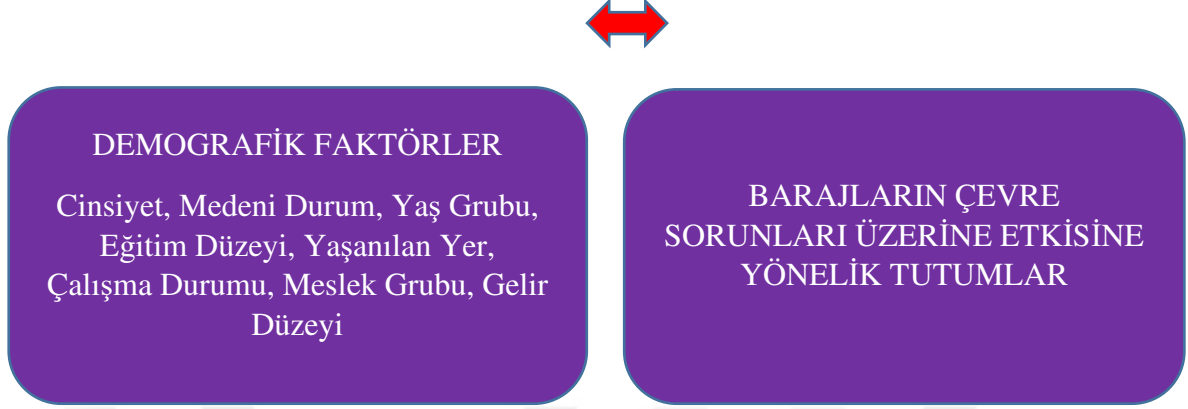 DEMOGRAFİK FAKTÖRLER
Cinsiyet, Medeni Durum, Yaş Grubu,
Eğitim Düzeyi, Yaşanılan Yer,
Çalışma Durumu, Meslek Grubu, Gelir
Düzeyi
BARAJLARIN ÇEVRE
SORUNLARI ÜZERİNE ETKİSİNE
YÖNELİK TUTUMLAR